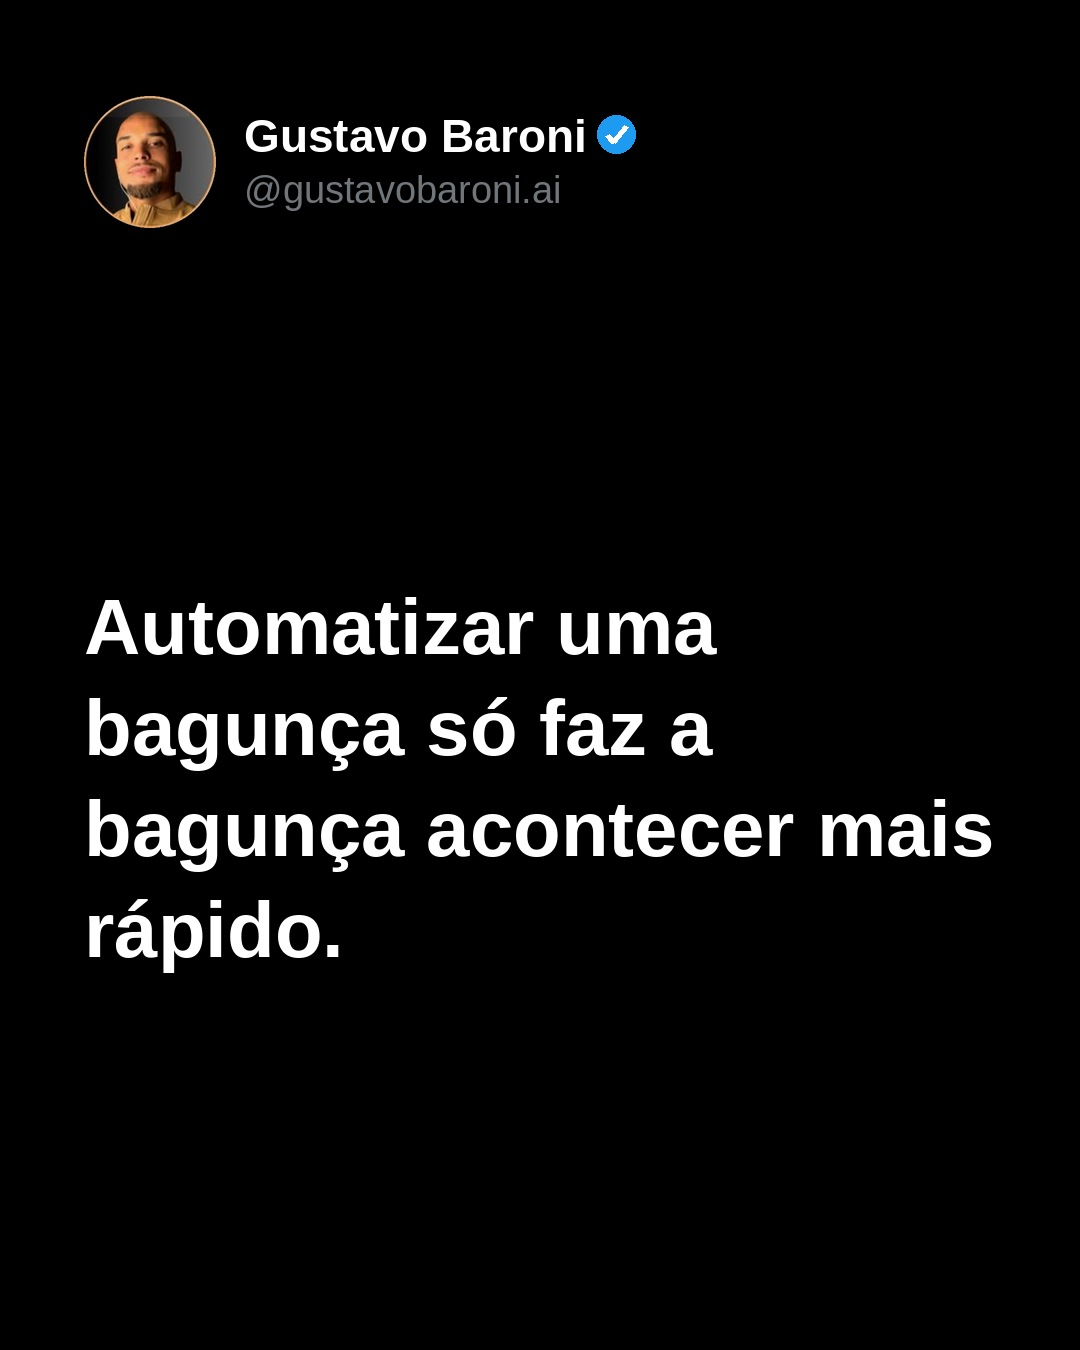 Gustavo Baroni
@gustavobaroni.ai
Automatizar uma
bagunça só faz a
bagunça acontecer mais
rápido.